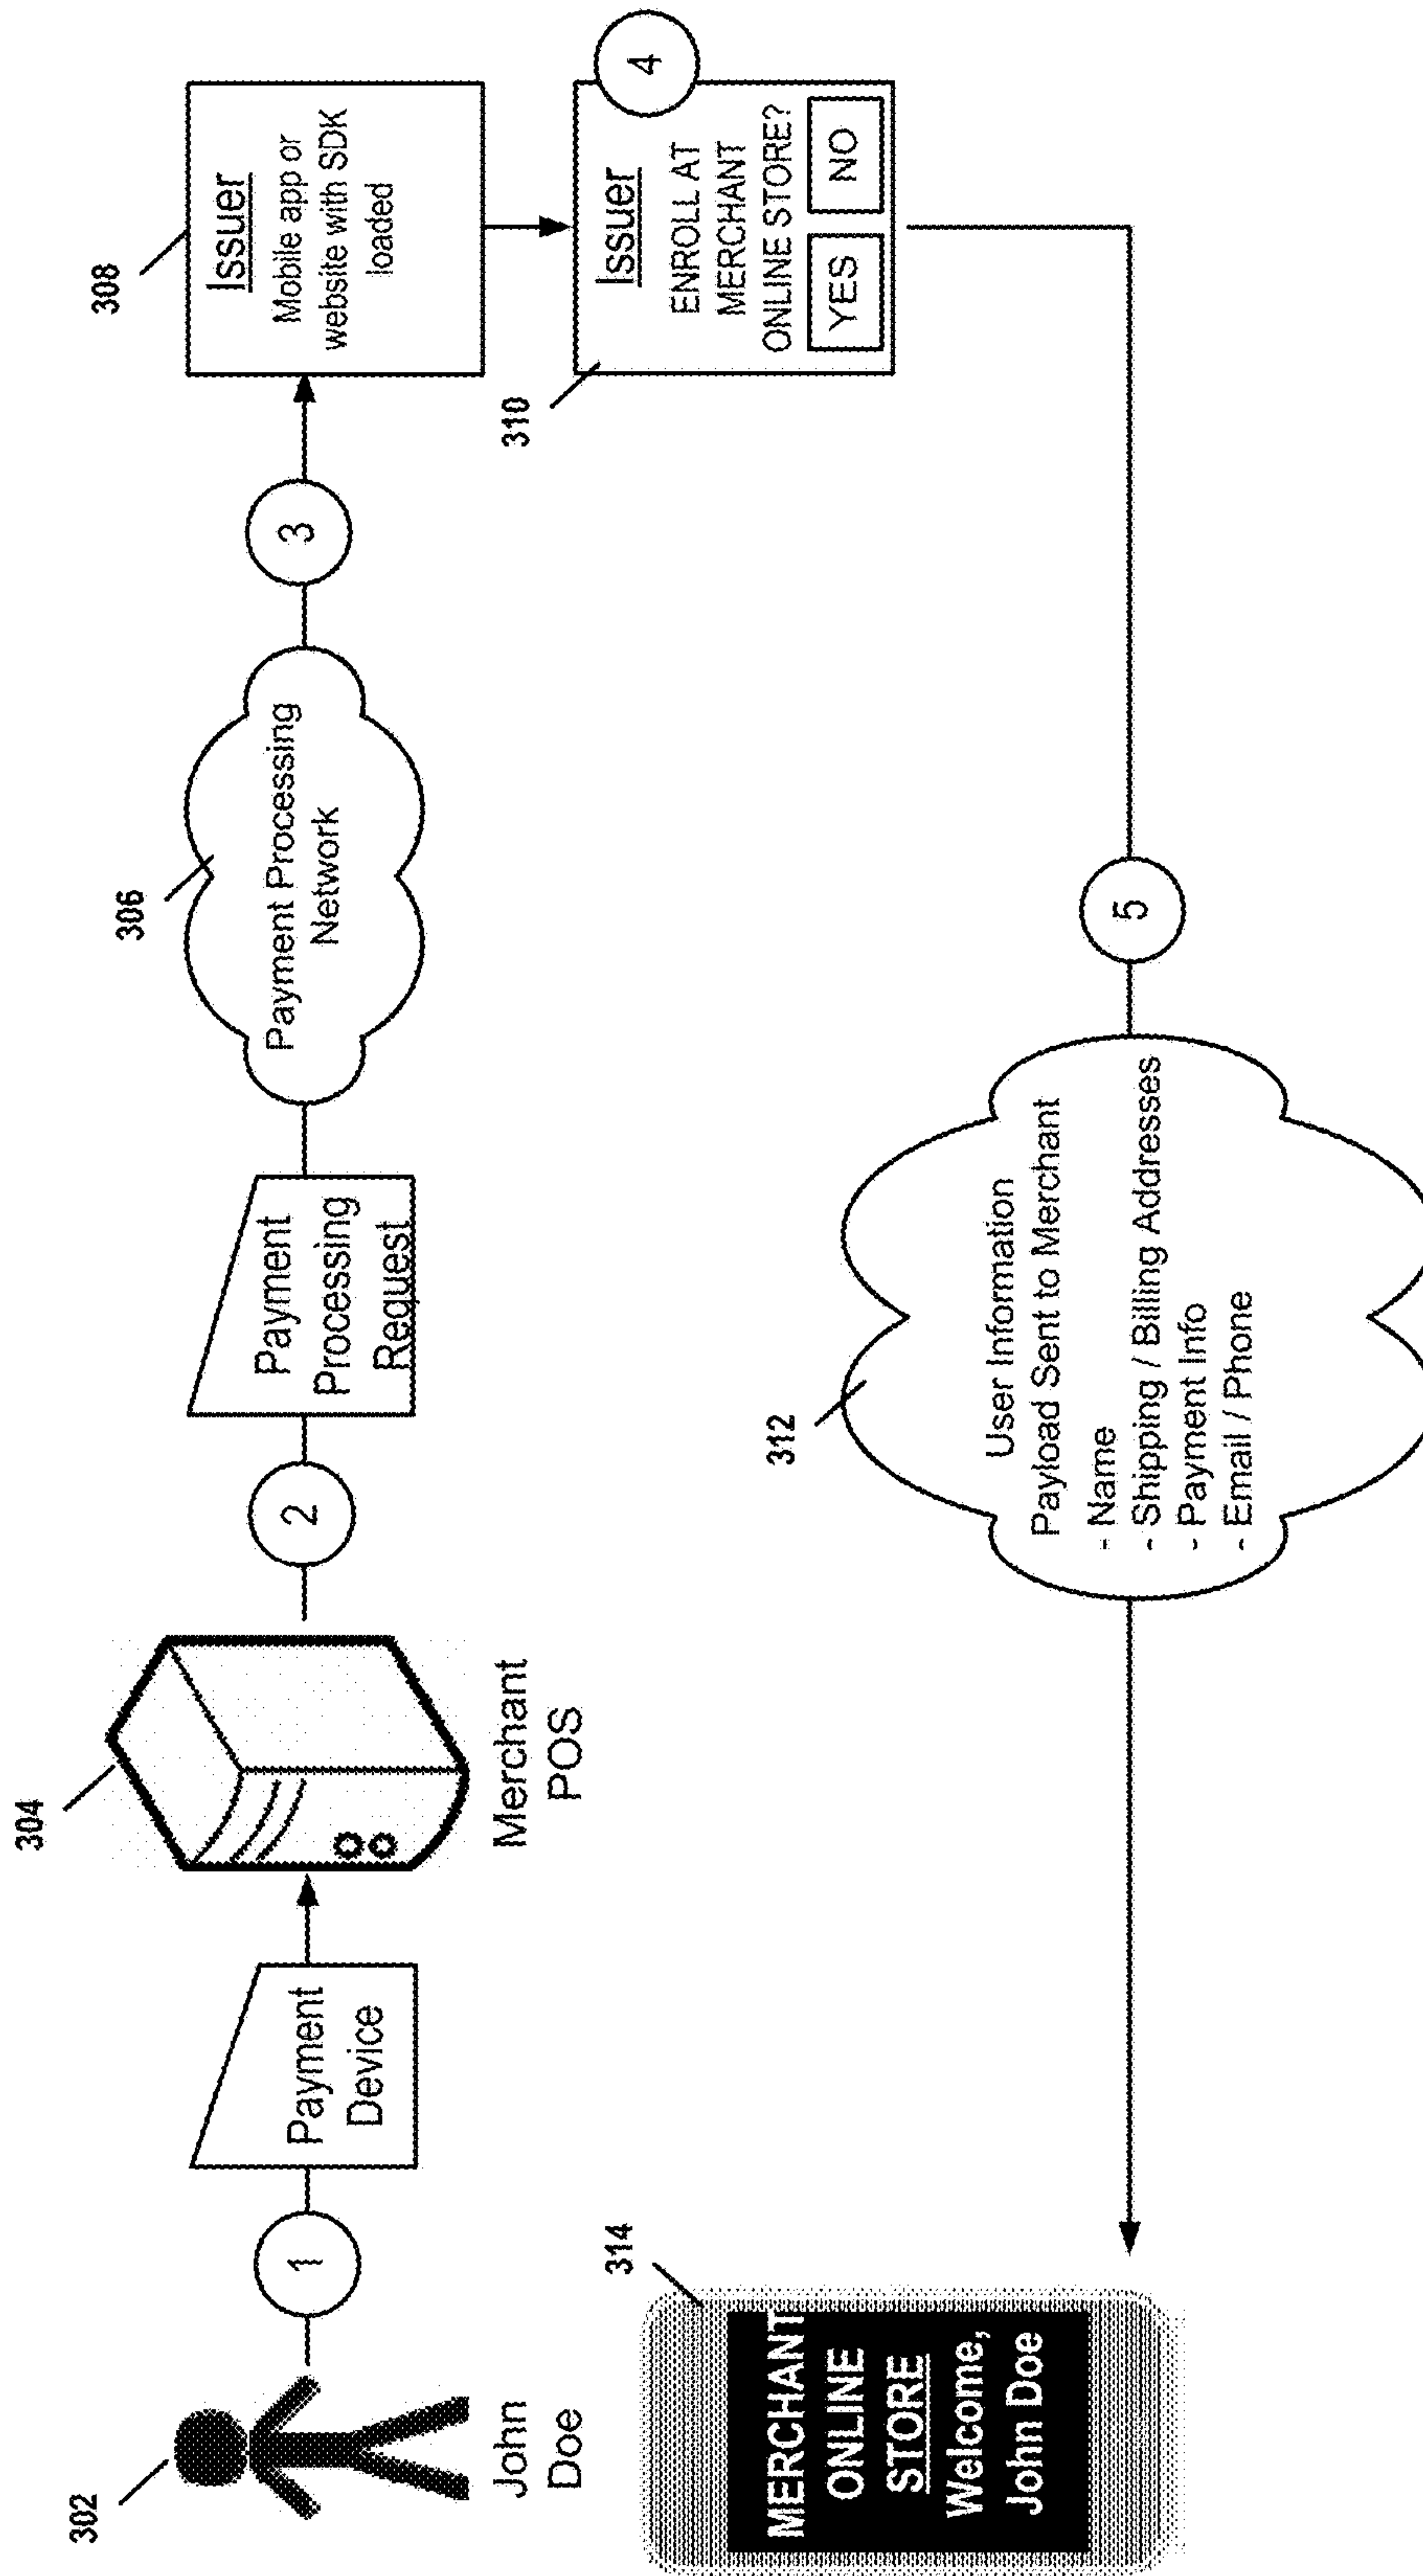 302
John
Doe
1
Payment
Device
304
Merchant
POS
2
Payment
Processing
Request
306
Payment Processing
Network
3
308
Issuer
Mobile app or
website with SDK
loaded
310
4
Issuer
ENROLL AT
MERCHANT
ONLINE STORE?
YES
NO
5
312
User Information
Payload Sent to Merchant
- Name
- Shipping / Billing Addresses
- Payment Info
- Email / Phone
314
MERCHANT
ONLINE
STORE
Welcome,
John Doe